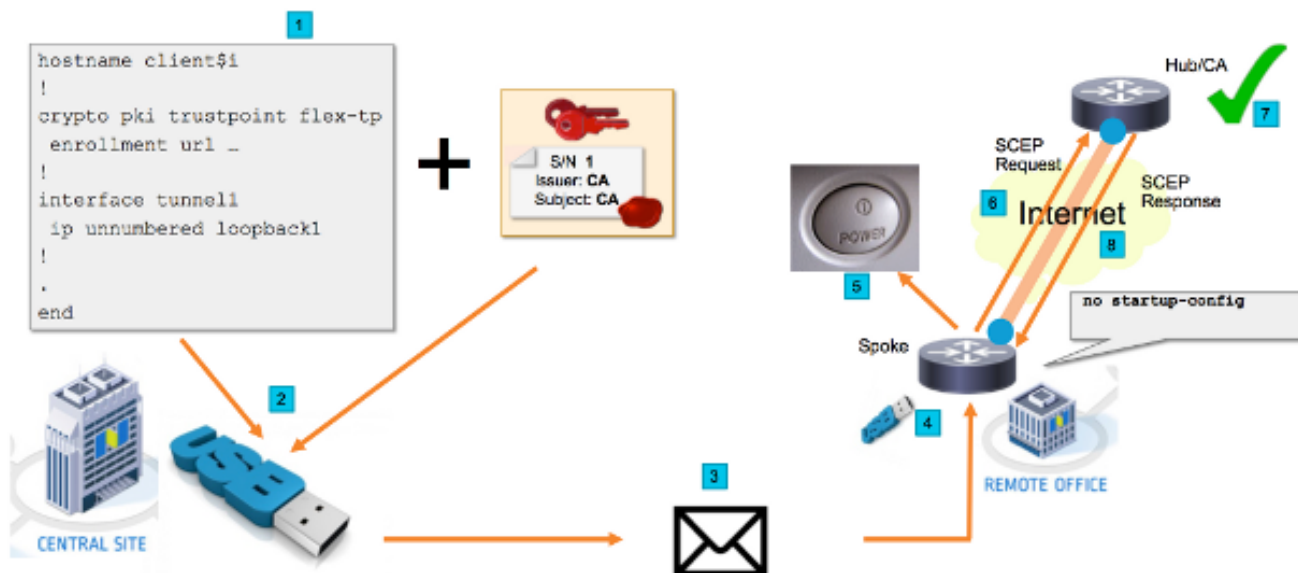 1
hostname client$i
!
crypto pki trustpoint flex-tp
enrollment url …
!
interface tunnel1
ip unnumbered loopback1
!
.
end
S/N 1
Issuer: CA
Subject: CA
2
USB
CENTRAL SITE
3
4
USB
5
POWER
Hub/CA
7
SCEP
Request
6
Internet
SCEP
Response
8
no startup-config
Spoke
REMOTE OFFICE